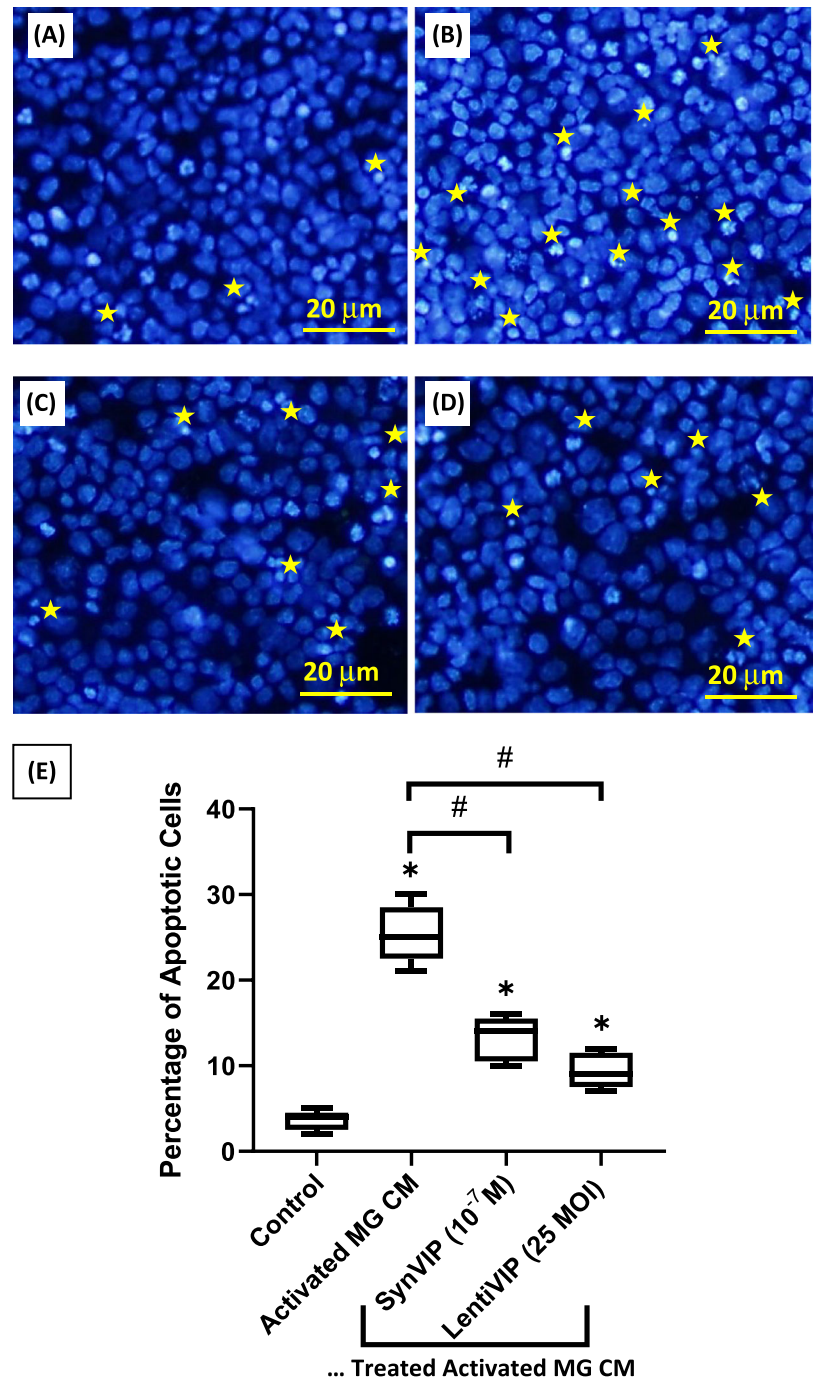 (A)
20 μm
(B)
20 μm
(C)
20 μm
(D)
20 μm
(E)
#
#
Percentage of Apoptotic Cells
40
30
20
10
0
*
*
*
Control
Activated MG CM
SynVIP (10⁻⁷M)
LentiVIP (25 MOI)
... Treated Activated MG CM